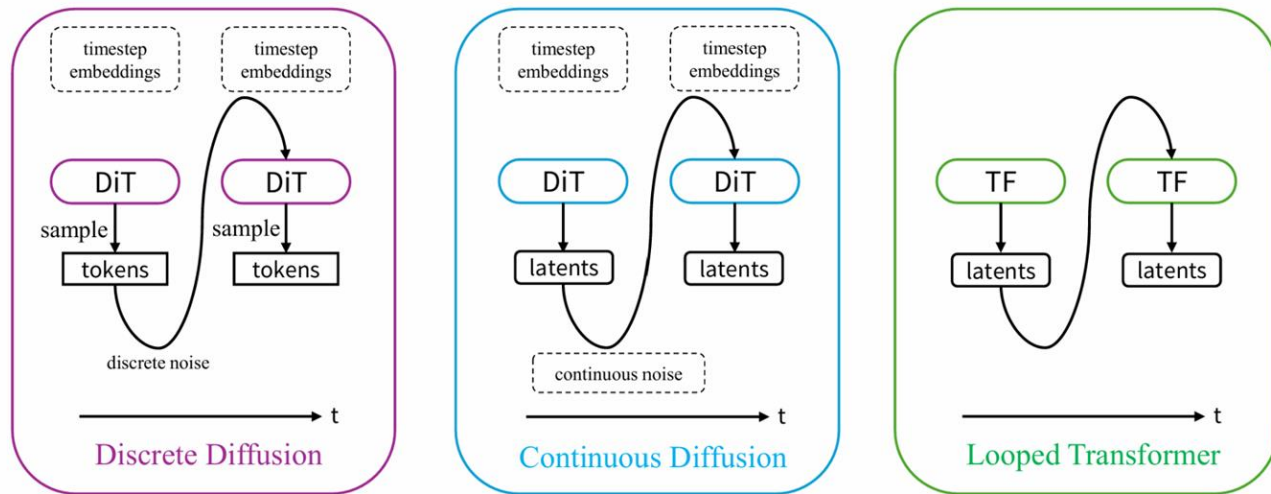 timestep
embeddings
timestep
embeddings
DiT
DiT
sample
sample
tokens
tokens
discrete noise
t
Discrete Diffusion
timestep
embeddings
timestep
embeddings
DiT
DiT
latents
latents
continuous noise
t
Continuous Diffusion
TF
TF
latents
latents
t
Looped Transformer